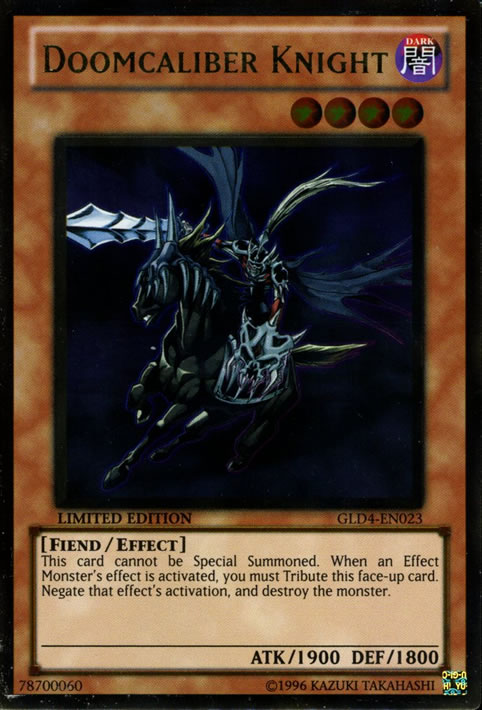 DOOMCALIBER KNIGHT
DARK
闇
LIMITED EDITION
GLD4-EN023
[FIEND / EFFECT]
This card cannot be Special Summoned. When an Effect
Monster's effect is activated, you must Tribute this face-up card.
Negate that effect's activation, and destroy the monster.
ATK/1900 DEF/1800
78700060
©1996 KAZUKI TAKAHASHI